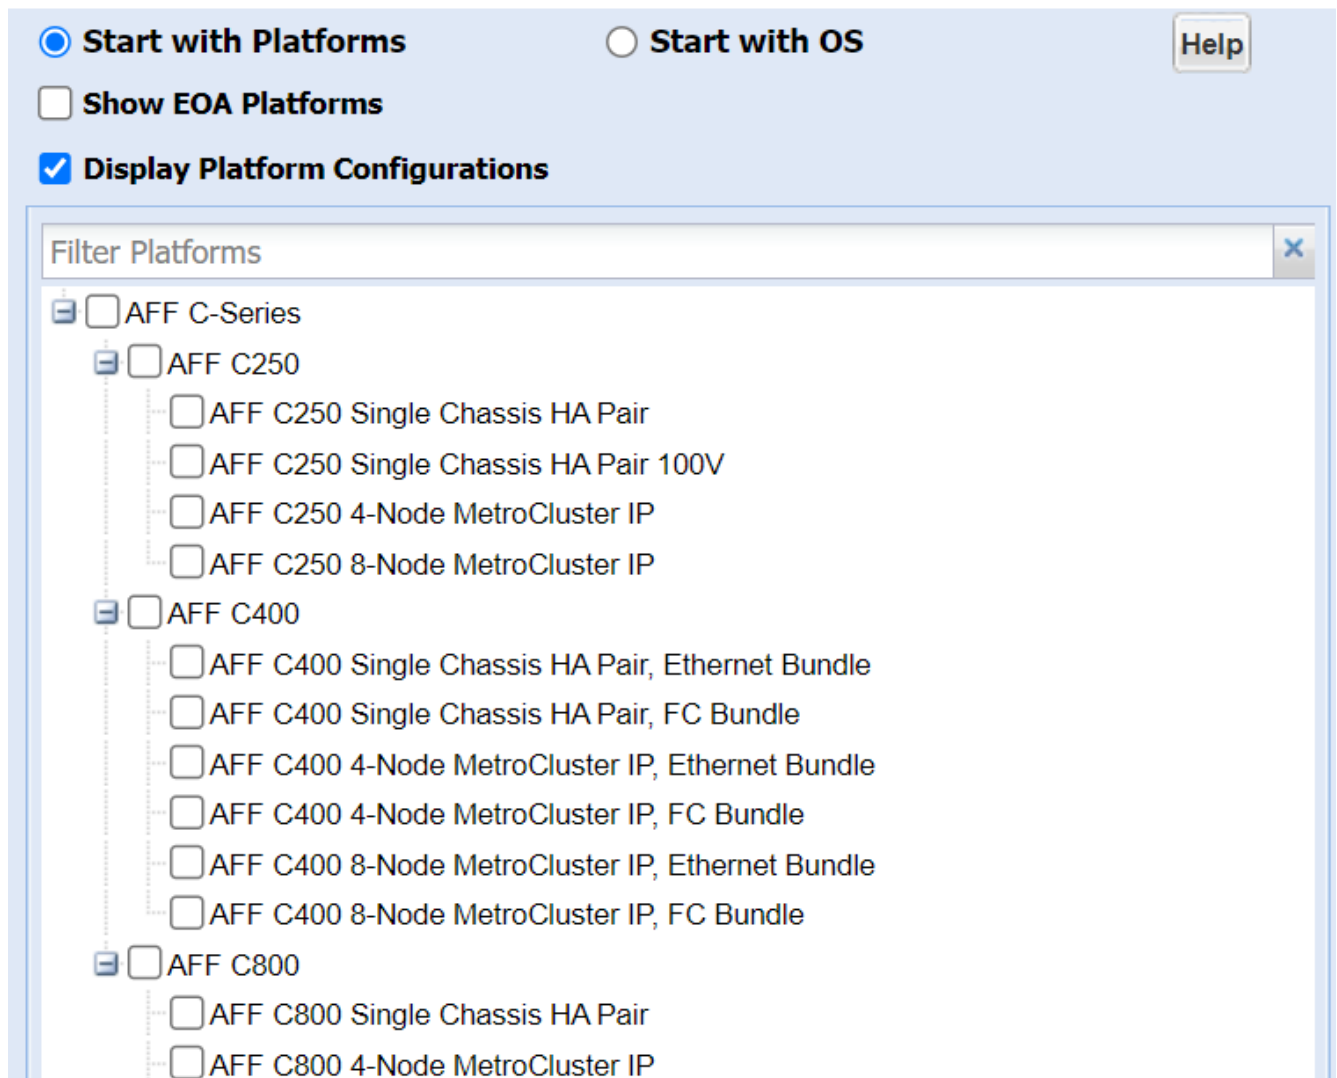 Start with Platforms Start with OS Help
Show EOA Platforms
Display Platform Configurations
Filter Platforms
AFF C-Series
AFF C250
AFF C250 Single Chassis HA Pair
AFF C250 Single Chassis HA Pair 100V
AFF C250 4-Node MetroCluster IP
AFF C250 8-Node MetroCluster IP
AFF C400
AFF C400 Single Chassis HA Pair, Ethernet Bundle
AFF C400 Single Chassis HA Pair, FC Bundle
AFF C400 4-Node MetroCluster IP, Ethernet Bundle
AFF C400 4-Node MetroCluster IP, FC Bundle
AFF C400 8-Node MetroCluster IP, Ethernet Bundle
AFF C400 8-Node MetroCluster IP, FC Bundle
AFF C800
AFF C800 Single Chassis HA Pair
AFF C800 4-Node MetroCluster IP